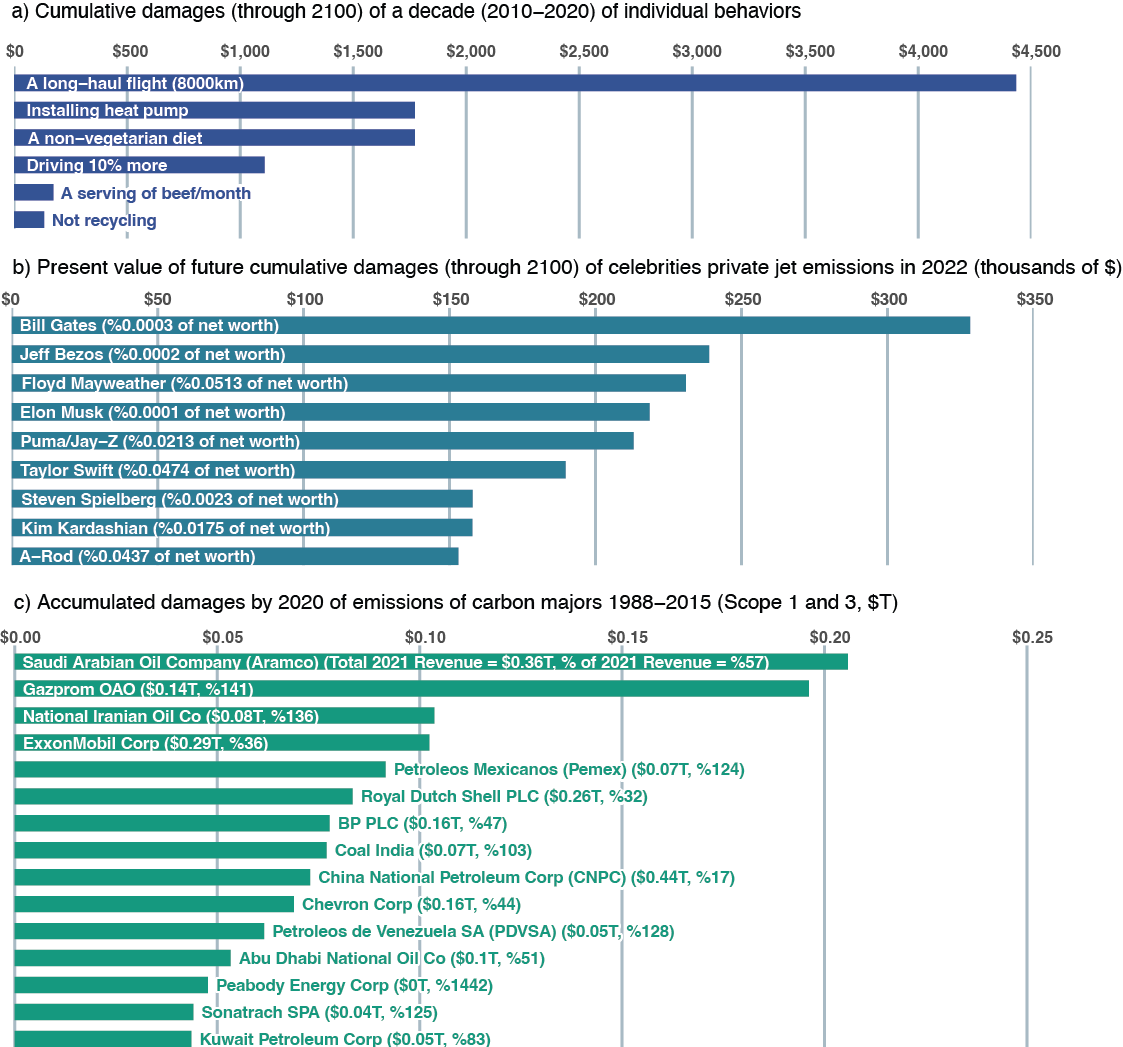 a) Cumulative damages (through 2100) of a decade (2010–2020) of individual behaviors
$0 $500 $1,000 $1,500 $2,000 $2,500 $3,000 $3,500 $4,000 $4,500
A long–haul flight (8000km)
Installing heat pump
A non–vegetarian diet
Driving 10% more
A serving of beef/month
Not recycling
b) Present value of future cumulative damages (through 2100) of celebrities private jet emissions in 2022 (thousands of $)
$0 $50 $100 $150 $200 $250 $300 $350
Bill Gates (%0.0003 of net worth)
Jeff Bezos (%0.0002 of net worth)
Floyd Mayweather (%0.0513 of net worth)
Elon Musk (%0.0001 of net worth)
Puma/Jay–Z (%0.0213 of net worth)
Taylor Swift (%0.0474 of net worth)
Steven Spielberg (%0.0023 of net worth)
Kim Kardashian (%0.0175 of net worth)
A–Rod (%0.0437 of net worth)
c) Accumulated damages by 2020 of emissions of carbon majors 1988–2015 (Scope 1 and 3, $T)
$0.00 $0.05 $0.10 $0.15 $0.20 $0.25
Saudi Arabian Oil Company (Aramco) (Total 2021 Revenue = $0.36T, % of 2021 Revenue = %57)
Gazprom OAO ($0.14T, %141)
National Iranian Oil Co ($0.08T, %136)
ExxonMobil Corp ($0.29T, %36)
Petroleos Mexicanos (Pemex) ($0.07T, %124)
Royal Dutch Shell PLC ($0.26T, %32)
BP PLC ($0.16T, %47)
Coal India ($0.07T, %103)
China National Petroleum Corp (CNPC) ($0.44T, %17)
Chevron Corp ($0.16T, %44)
Petroleos de Venezuela SA (PDVSA) ($0.05T, %128)
Abu Dhabi National Oil Co ($0.1T, %51)
Peabody Energy Corp ($0T, %1442)
Sonatrach SPA ($0.04T, %125)
Kuwait Petroleum Corp ($0.05T, %83)